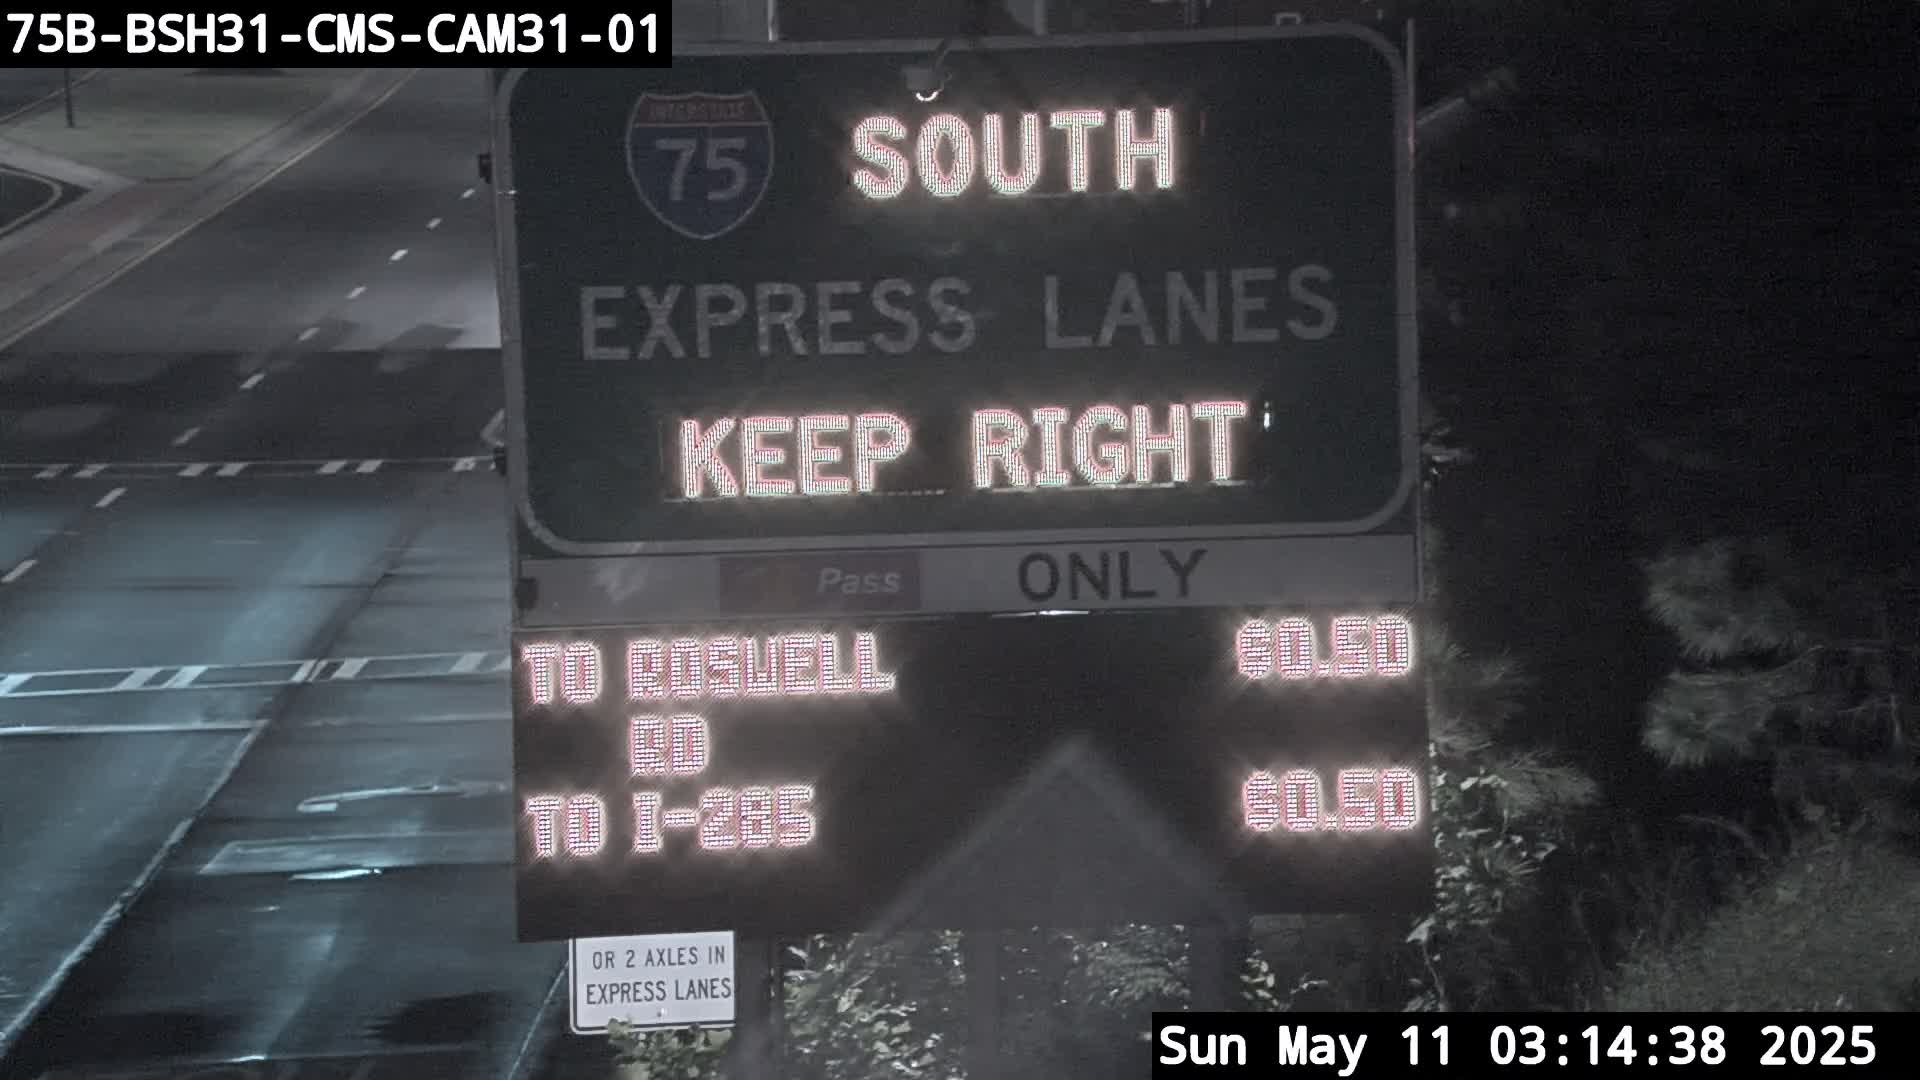 75B-BSH31-CMS-CAM31-01
INTERSTATE
75
SOUTH
EXPRESS LANES
KEEP RIGHT
Pass ONLY
TO ROSWELL $0.50
RD
TO I-285 $0.50
OR 2 AXLES IN
EXPRESS LANES
Sun May 11 03:14:38 2025